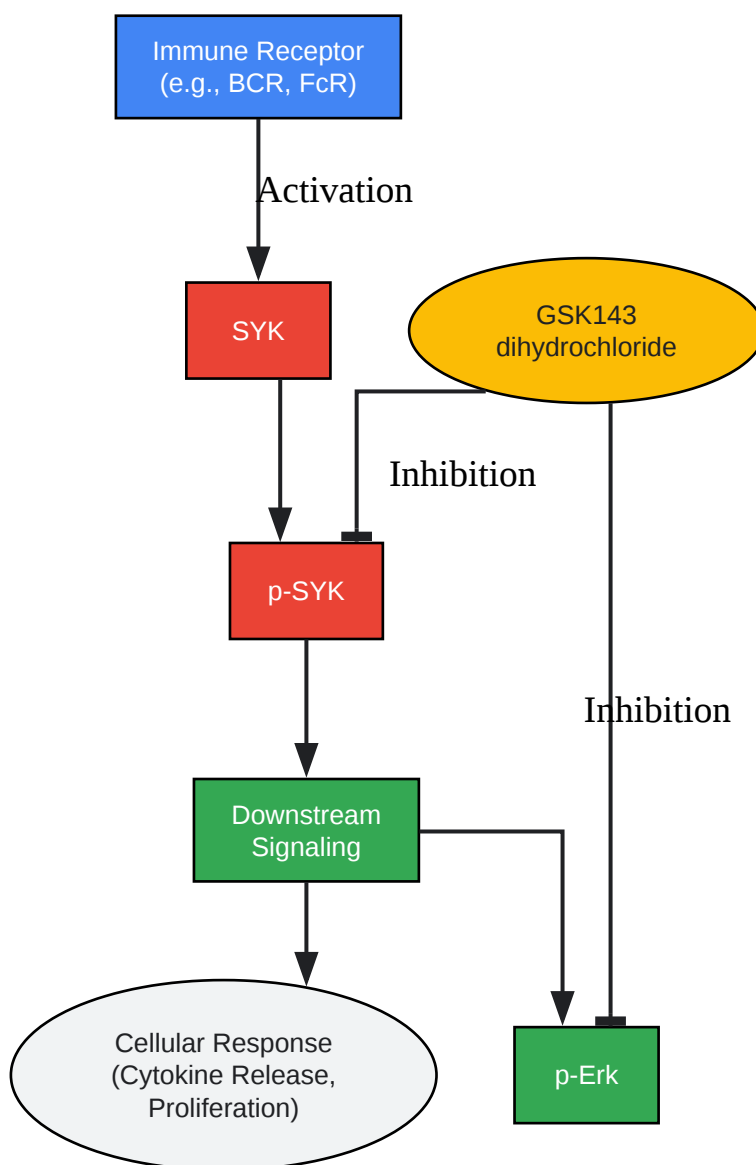 Immune Receptor
(e.g., BCR, FcR)
Activation
SYK
GSK143
dihydrochloride
Inhibition
p-SYK
Inhibition
Downstream
Signaling
Cellular Response
(Cytokine Release,
Proliferation)
p-Erk